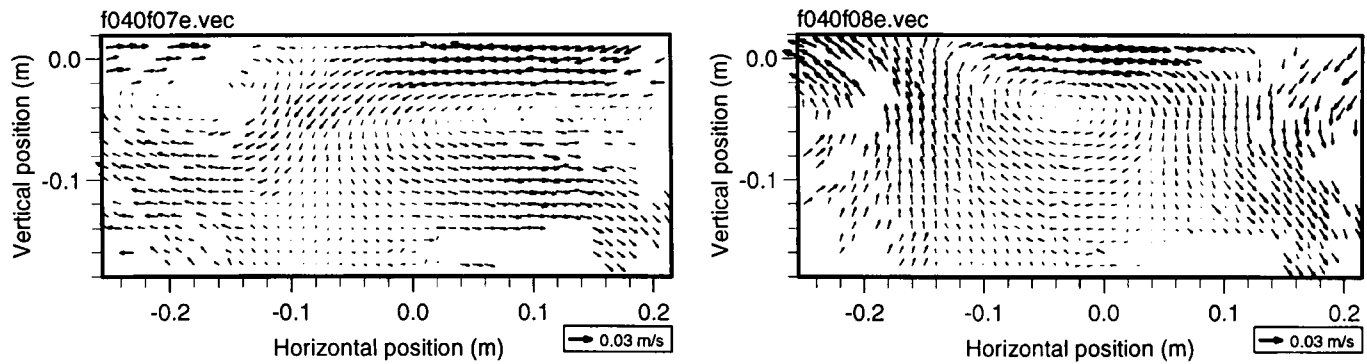 f040f07e.vec
0.0
-0.1
Vertical position (m)
-0.2 -0.1 0.0 0.1 0.2
Horizontal position (m)
0.03 m/s
f040f08e.vec
0.0
-0.1
Vertical position (m)
-0.2 -0.1 0.0 0.1 0.2
Horizontal position (m)
0.03 m/s